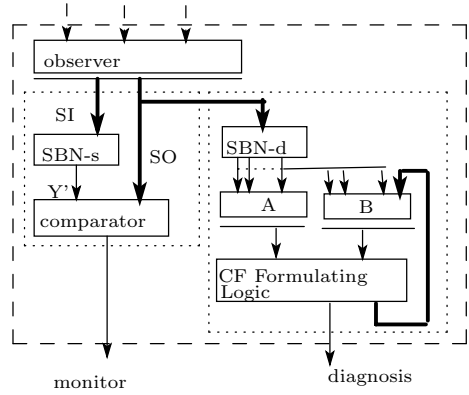 observer
SI
SBN-s
SO
Y'
comparator
SBN-d
A
B
CF Formulating
Logic
monitor
diagnosis